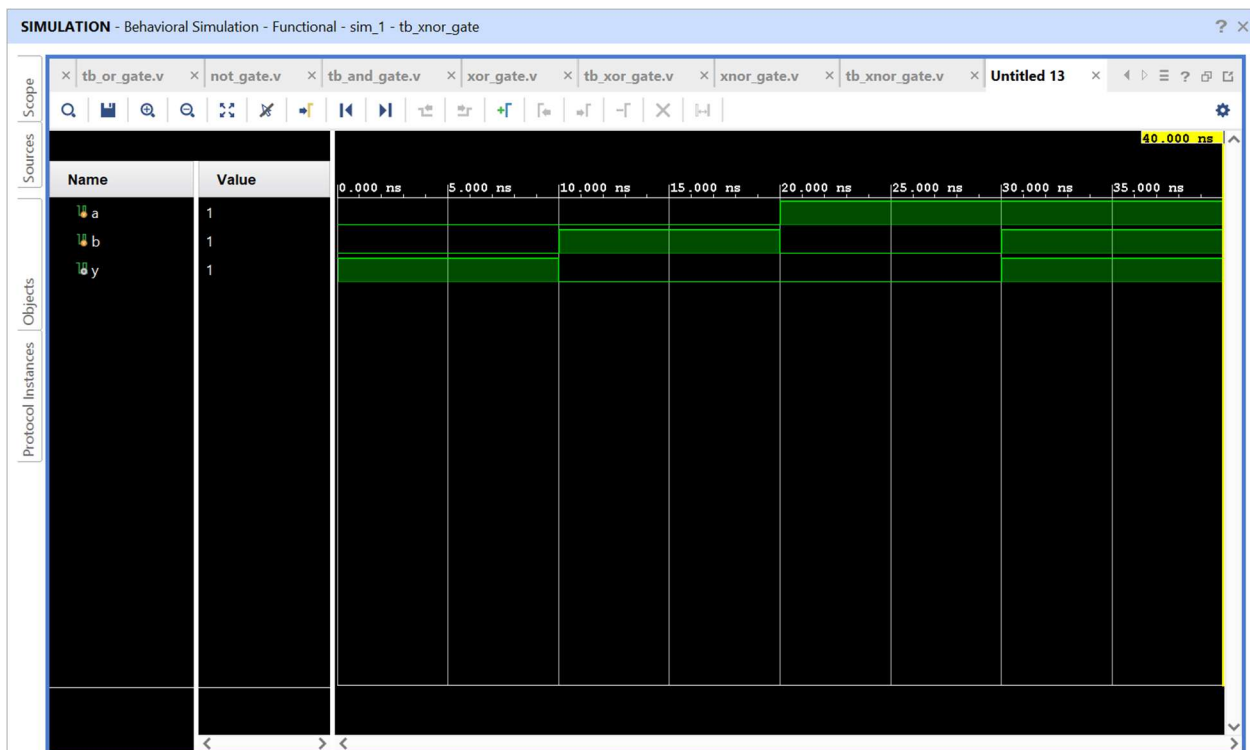 SIMULATION - Behavioral Simulation - Functional - sim_1 - tb_xnor_gate
tb_or_gate.v not_gate.v tb_and_gate.v xor_gate.v tb_xor_gate.v xnor_gate.v tb_xnor_gate.v Untitled 13
Scope
Sources
Objects
Protocol Instances
40.000 ns
Name Value
0.000 ns 5.000 ns 10.000 ns 15.000 ns 20.000 ns 25.000 ns 30.000 ns 35.000 ns
a 1
b 1
y 1